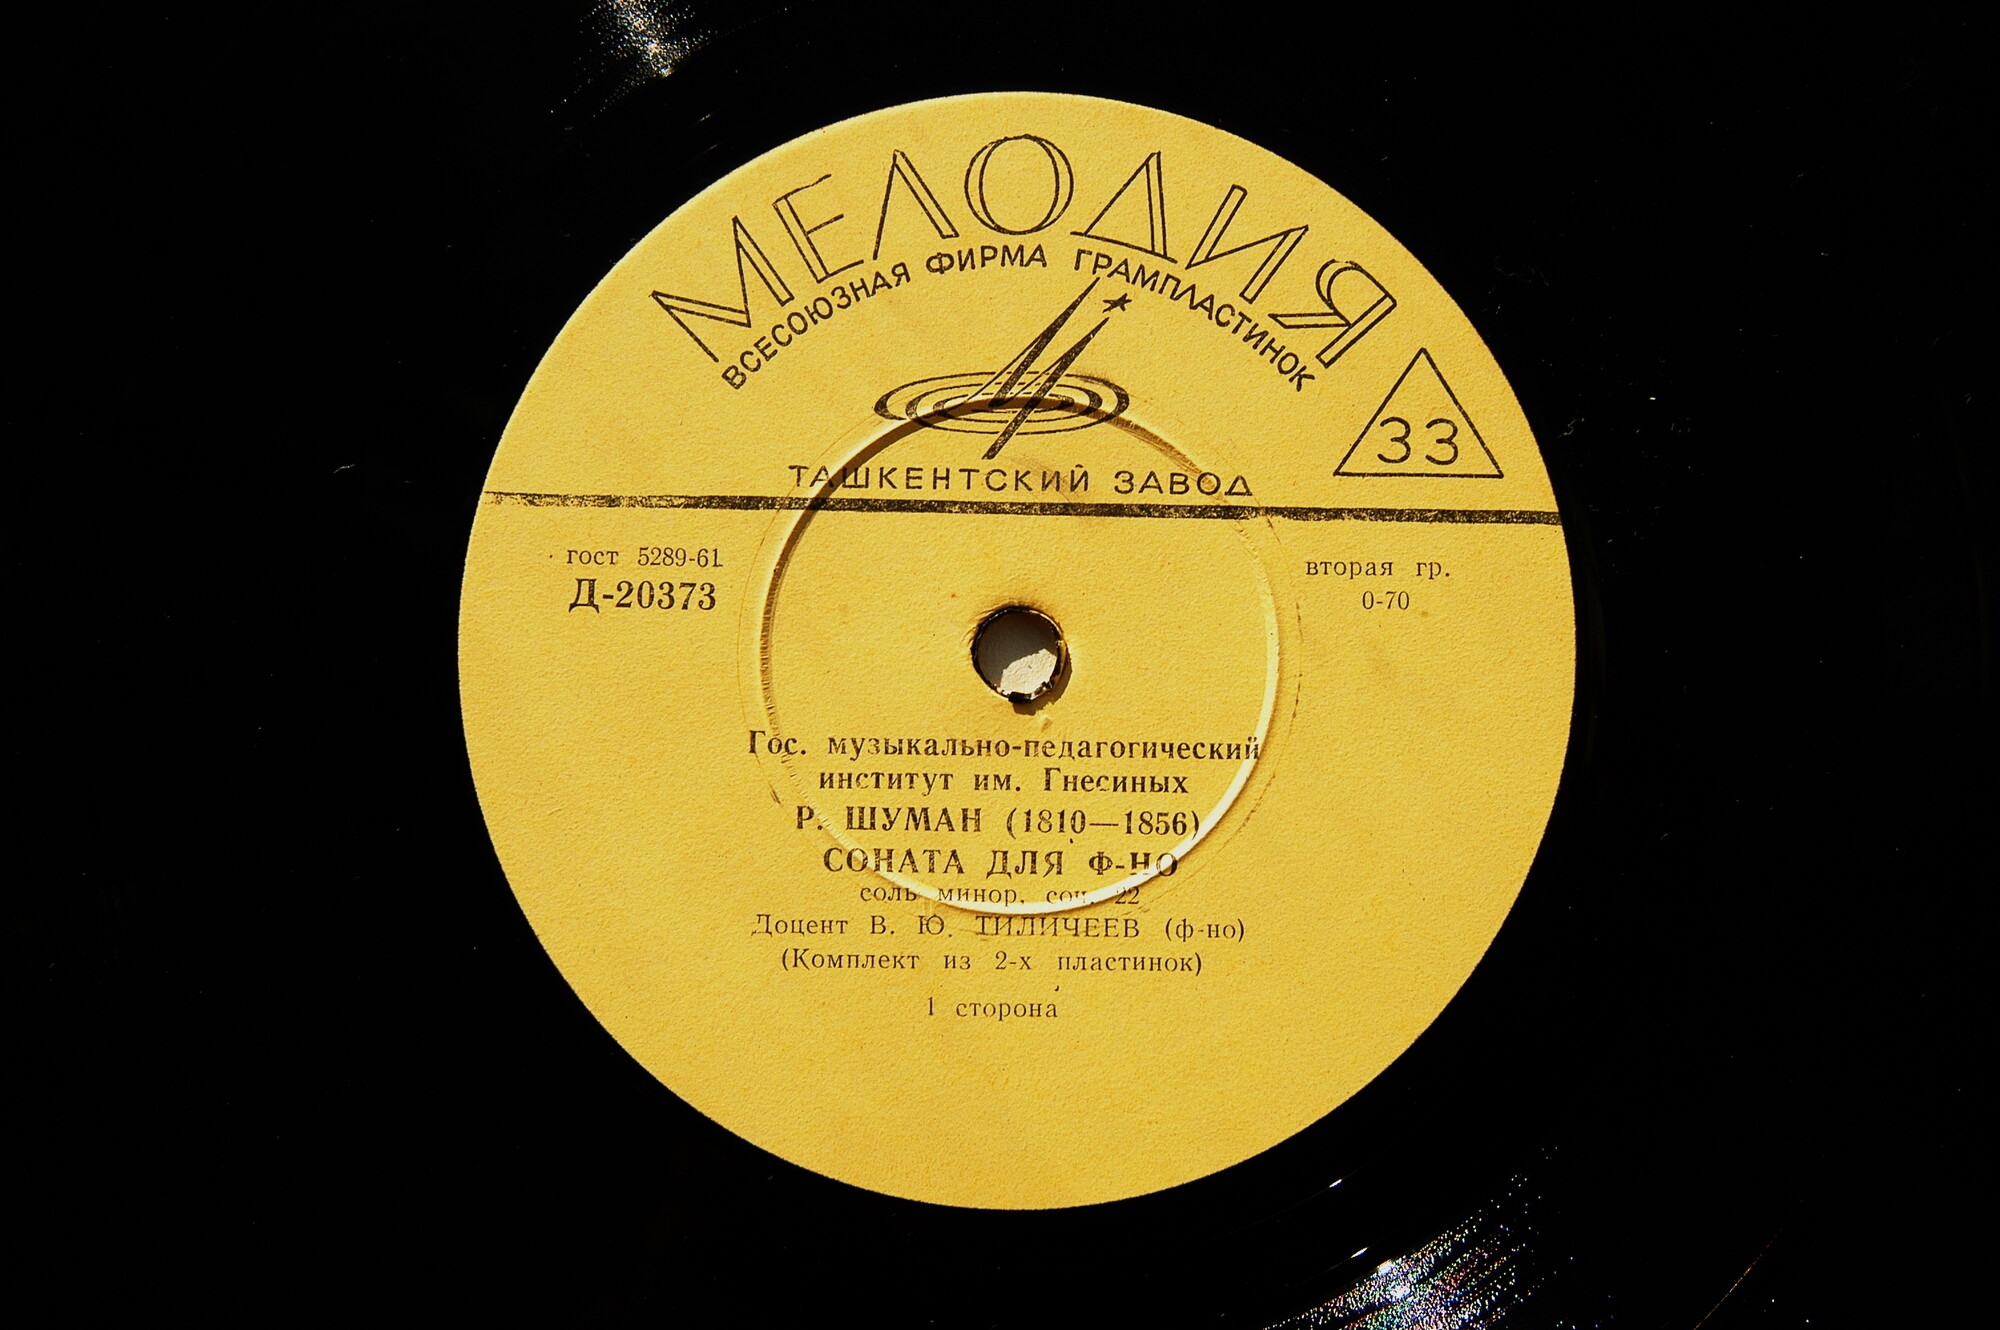 МЕЛОДИЯ
ВСЕСОЮЗНАЯ ФИРМА ГРАМПЛАСТИНОК
33
ТАШКЕНТСКИЙ ЗАВОД
гост 5289-61
Д-20373
вторая гр.
0-70
Гос. музыкально-педагогический
институт им. Гнесиных
Р. ШУМАН (1810—1856)
СОНАТА ДЛЯ Ф-НО
соль минор, соч. 22
Доцент В. Ю. ТИЛИЧЕЕВ (ф-но)
(Комплект из 2-х пластинок)
1 сторона